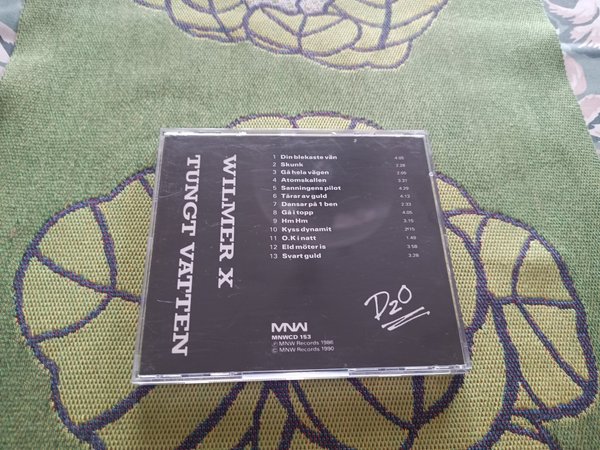 WILMER X
TUNGT VATTEN
1 Din blekaste vän 4.05
2 Skunk 2.28
3 Gå hela vägen 2.05
4 Atomskallen 3.21
5 Sanningens pilot 4.29
6 Tårar av guld 4.12
7 Dansar på 1 ben 2.33
8 Gå i topp 4.05
9 Hm Hm 3.15
10 Kyss dynamit 2.15
11 O.K i natt 1.49
12 Eld möter is 3.58
13 Svart guld 3.28
MNW
MNWCD 153
℗ MNW Records 1986
© MNW Records 1990
D2O